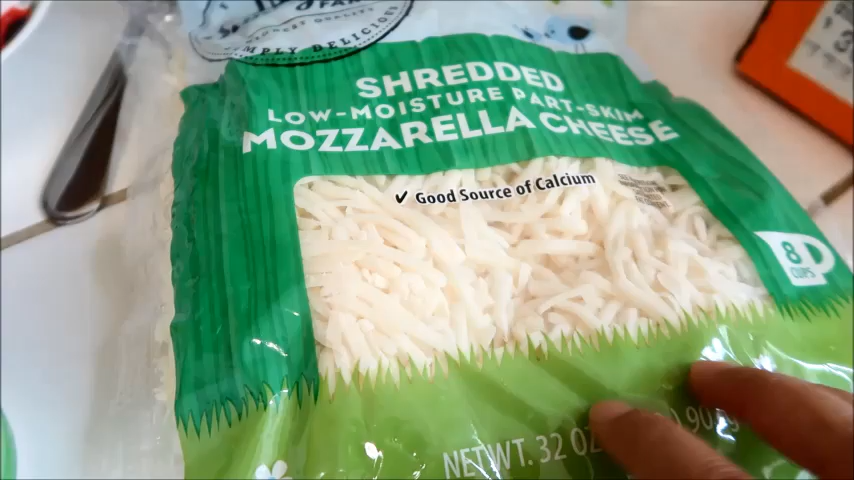 SIMPLY DELICIOUS
SHREDDED
LOW-MOISTURE PART-SKIM
MOZZARELLA CHEESE
✔ Good Source of Calcium
8
CUPS
NET WT. 32 OZ